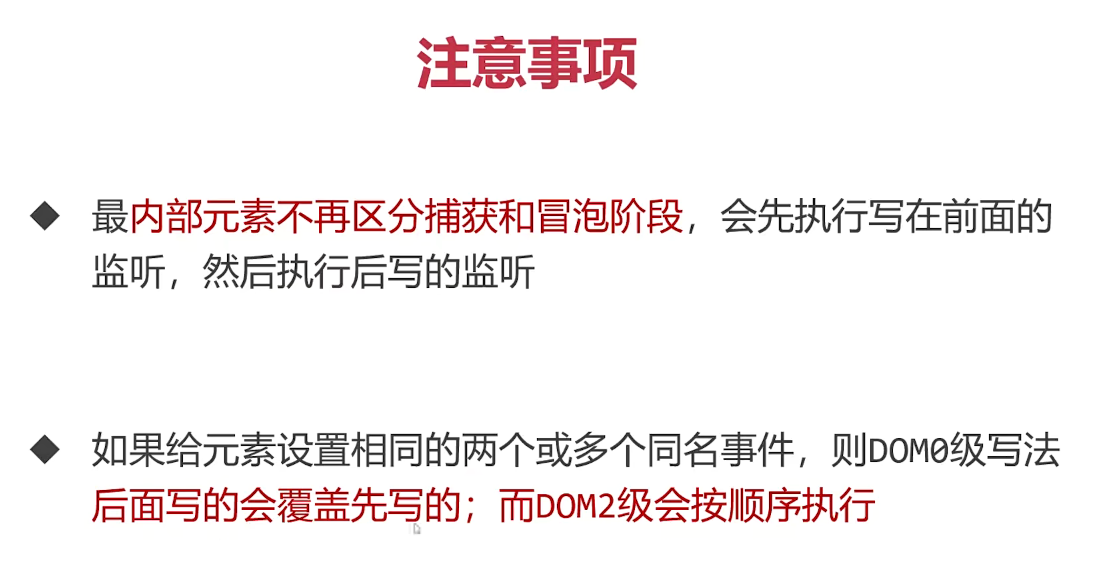 注意事项
最内部元素不再区分捕获和冒泡阶段，会先执行写在前面的
监听，然后执行后写的监听
如果给元素设置相同的两个或多个同名事件，则DOM0级写法
后面写的会覆盖先写的；而DOM2级会按顺序执行